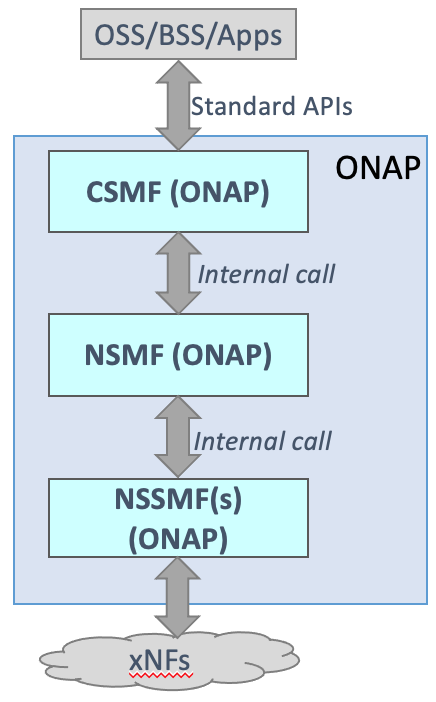 OSS/BSS/Apps
Standard APIs
ONAP
CSMF (ONAP)
Internal call
NSMF (ONAP)
Internal call
NSSMF(s)
(ONAP)
xNFs